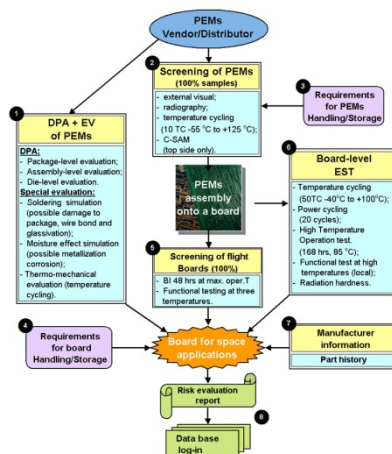 PEMs
Vendor/Distributor
2
Screening of PEMs
(100% samples)
- external visual;
- radiography;
- temperature cycling
(10 TC -55 °C to +125 °C)
- C-SAM
(top side only).
3
Requirements
for PEMs
Handling/Storage
1
DPA + EV
of PEMs
DPA:
- Package-level evaluation;
- Assembly-level evaluation;
- Die-level evaluation.
Special evaluation:
- Soldering simulation
(possible damage to
package, wire bond and
glassivation).
- Moisture effect simulation
(possible metallization
corrosion).
- Thermo-mechanical
evaluation (temperature
cycling).
PEMs
assembly
onto a board
6
Board-level
EST
- Temperature cycling
(50TC -40°C to +100°C)
- Power cycling
(20 cycles).
- High Temperature
Operation test.
(168 hrs, 85 °C).
- Functional test at high
temperatures (local);
- Radiation hardness.
5
Screening of flight
Boards (100%)
- BI 48 hrs at max. oper.T
- Functional testing at three
temperatures.
4
Requirements
for board
Handling/Storage
Board for space
applications
7
Manufacturer
information
Part history
Risk evaluation
report
8
Data base
log-in